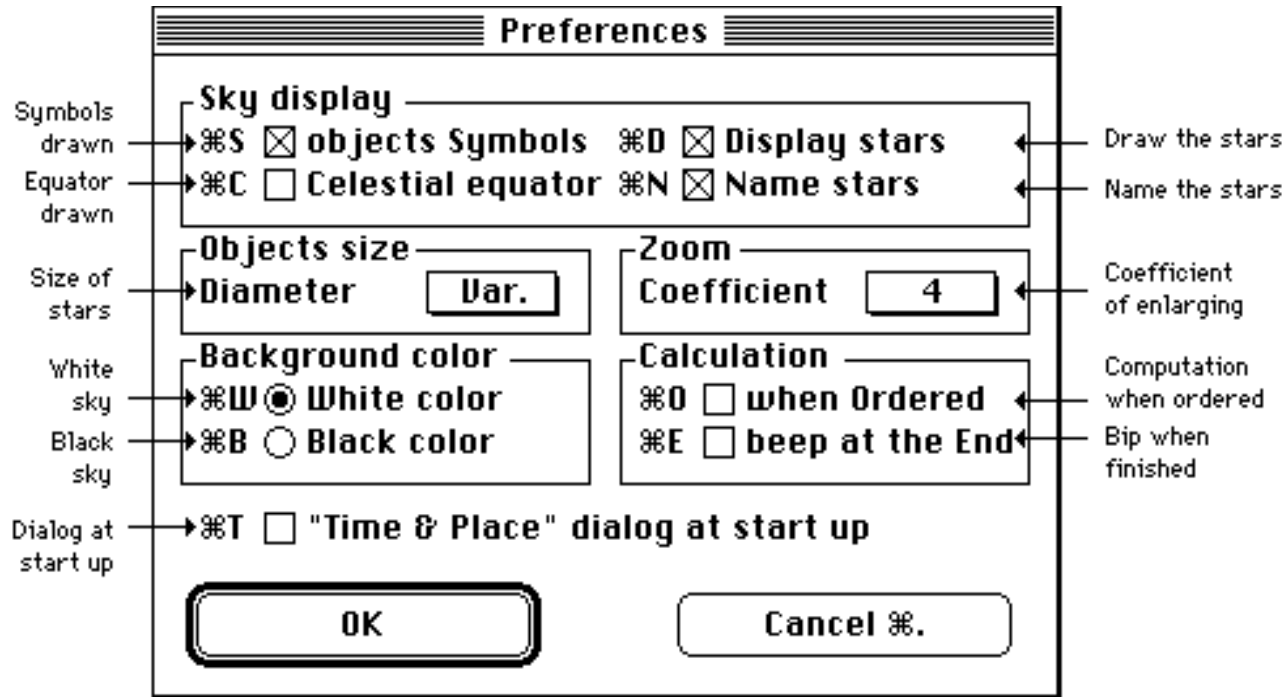 Preferences
Sky display
Symbols
drawn
⌘S objects Symbols
⌘D Display stars
Draw the stars
Equator
drawn
⌘C Celestial equator
⌘N Name stars
Name the stars
Objects size
Size of
stars
Diameter Var.
Zoom
Coefficient 4
Coefficient
of enlarging
Background color
White
sky
⌘W White color
Black
sky
⌘B Black color
Calculation
⌘O when Ordered
Computation
when ordered
⌘E beep at the End
Bip when
finished
Dialog at
start up
⌘T "Time & Place" dialog at start up
OK
Cancel ⌘.